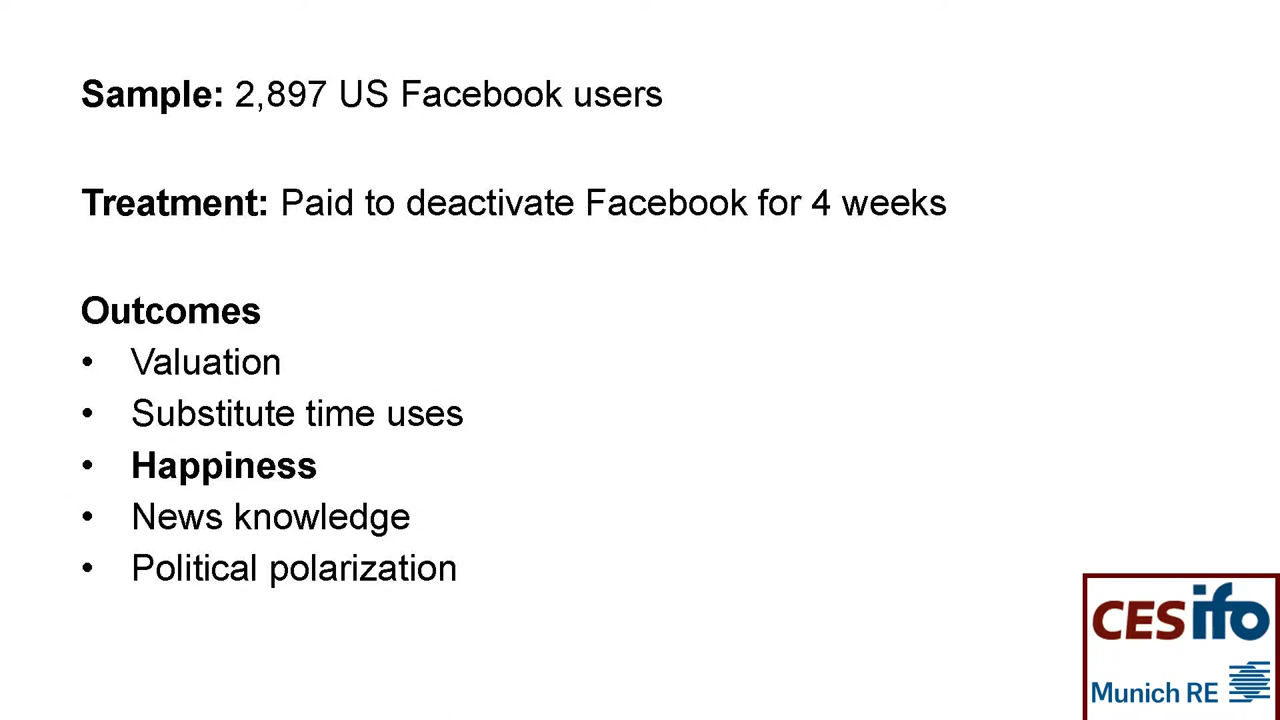 Sample: 2,897 US Facebook users
Treatment: Paid to deactivate Facebook for 4 weeks
Outcomes
• Valuation
• Substitute time uses
• Happiness
• News knowledge
• Political polarization
CESifo
Munich RE